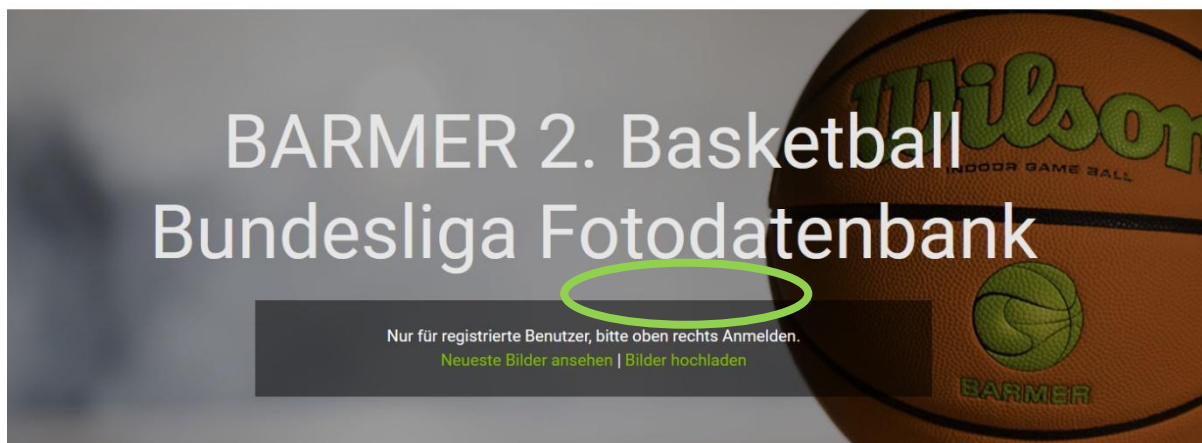 BARMER 2. Basketball
Bundesliga Fotodatenbank
Nur für registrierte Benutzer, bitte oben rechts Anmelden.
Neueste Bilder ansehen | Bilder hochladen
Wilson
INDOOR GAME BALL
BARMER